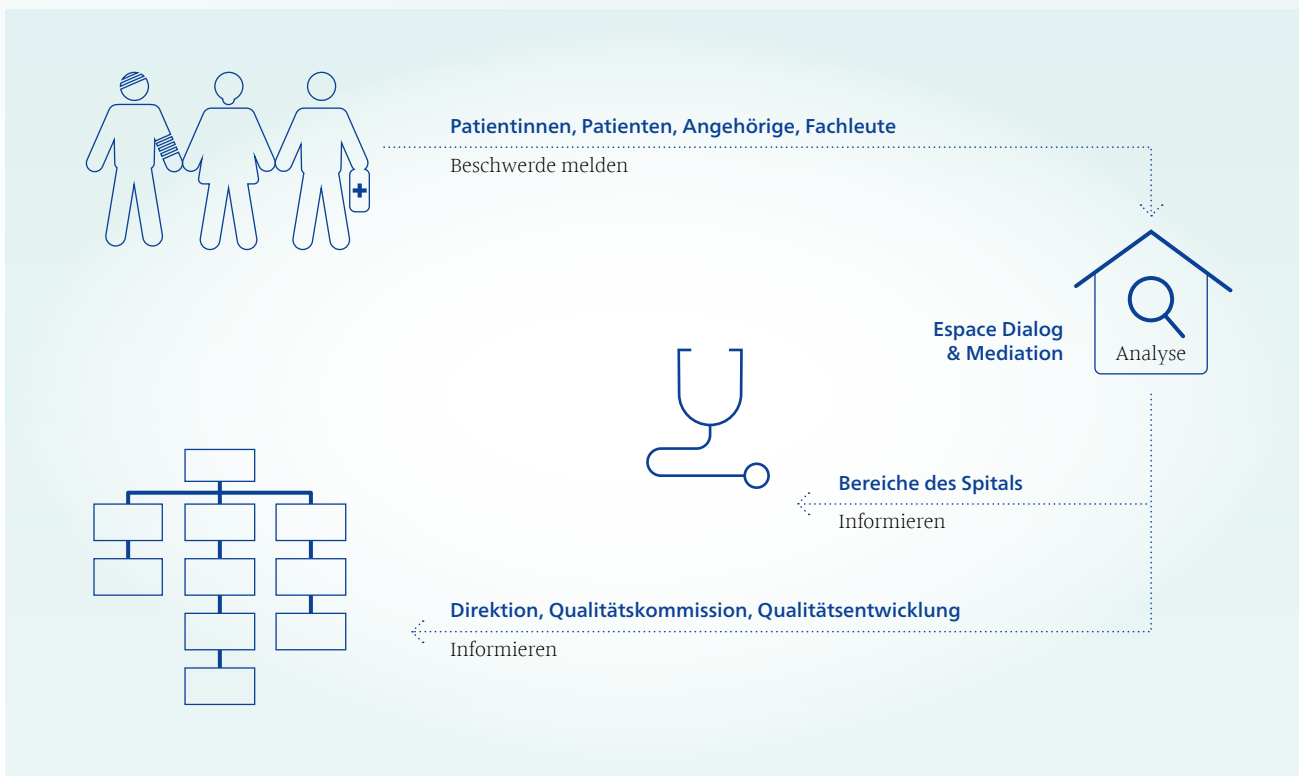 Patientinnen, Patienten, Angehörige, Fachleute
Beschwerde melden
Espace Dialog
& Mediation
Analyse
Bereiche des Spitals
Informieren
Direktion, Qualitätskommission, Qualitätsentwicklung
Informieren